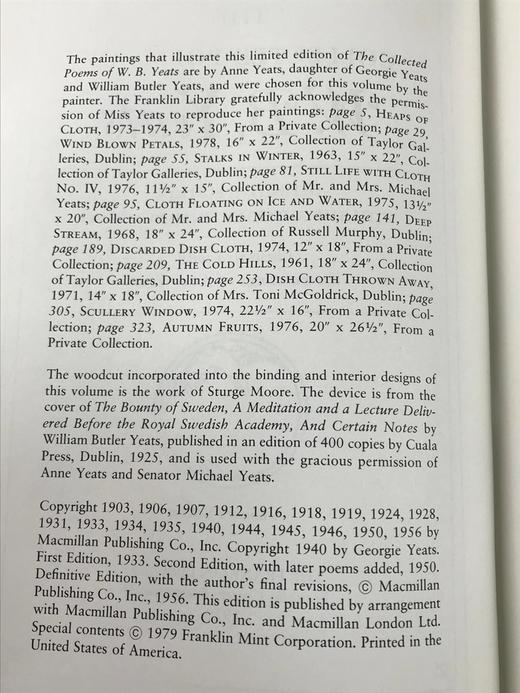 The paintings that illustrate this limited edition of The Collected
Poems of W. B. Yeats are by Anne Yeats, daughter of Georgie Yeats
and William Butler Yeats, and were chosen for this volume by the
painter. The Franklin Library gratefully acknowledges the permis-
sion of Miss Yeats to reproduce her paintings: page 5, HEAPS OF
CLOTH, 1973–1974, 23" x 30", From a Private Collection; page 29,
WIND BLOWN PETALS, 1978, 16" x 22", Collection of Taylor Gal-
leries, Dublin; page 55, STALKS IN WINTER, 1963, 15" x 22", Col-
lection of Taylor Galleries, Dublin; page 81, STILL LIFE WITH CLOTH
NO. IV, 1976, 11½" x 15", Collection of Mr. and Mrs. Michael
Yeats; page 95, CLOTH FLOATING ON ICE AND WATER, 1975, 13½"
x 20", Collection of Mr. and Mrs. Michael Yeats; page 141, DEEP
STREAM, 1968, 18" x 24", Collection of Russell Murphy, Dublin;
page 189, DISCARDED DISH CLOTH, 1974, 12" x 18", From a Private
Collection; page 209, THE COLD HILLS, 1961, 18" x 24", Collection
of Taylor Galleries, Dublin; page 253, DISH CLOTH THROWN AWAY,
1971, 14" x 18", Collection of Mrs. Toni McGoldrick, Dublin; page
305, SCULLERY WINDOW, 1974, 22½" x 16", From a Private Col-
lection; page 323, AUTUMN FRUITS, 1976, 20" x 26½", From a
Private Collection.
The woodcut incorporated into the binding and interior designs of
this volume is the work of Sturge Moore. The device is from the
cover of The Bounty of Sweden, A Meditation and a Lecture Deliv-
ered Before the Royal Swedish Academy, And Certain Notes by
William Butler Yeats, published in an edition of 400 copies by Cuala
Press, Dublin, 1925, and is used with the gracious permission of
Anne Yeats and Senator Michael Yeats.
Copyright 1903, 1906, 1907, 1912, 1916, 1918, 1919, 1924, 1928,
1931, 1933, 1934, 1935, 1940, 1944, 1945, 1946, 1950, 1956 by
Macmillan Publishing Co., Inc. Copyright 1940 by Georgie Yeats.
First Edition, 1933. Second Edition, with later poems added, 1950.
Definitive Edition, with the author's final revisions, © Macmillan
Publishing Co., Inc., 1956. This edition is published by arrangement
with Macmillan Publishing Co., Inc. and Macmillan London Ltd.
Special contents © 1979 Franklin Mint Corporation. Printed in the
United States of America.